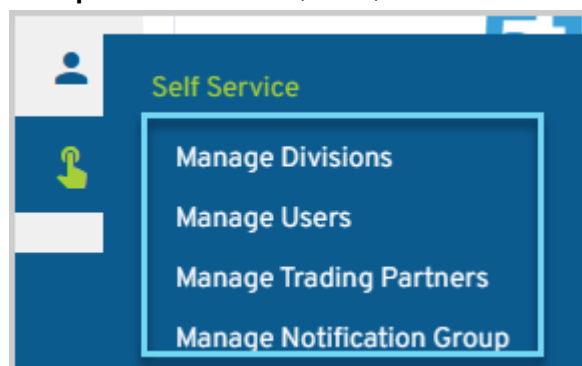 Self Service
Manage Divisions
Manage Users
Manage Trading Partners
Manage Notification Group